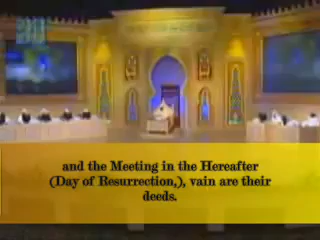 and the Meeting in the Hereafter
(Day of Resurrection,), vain are their
deeds.